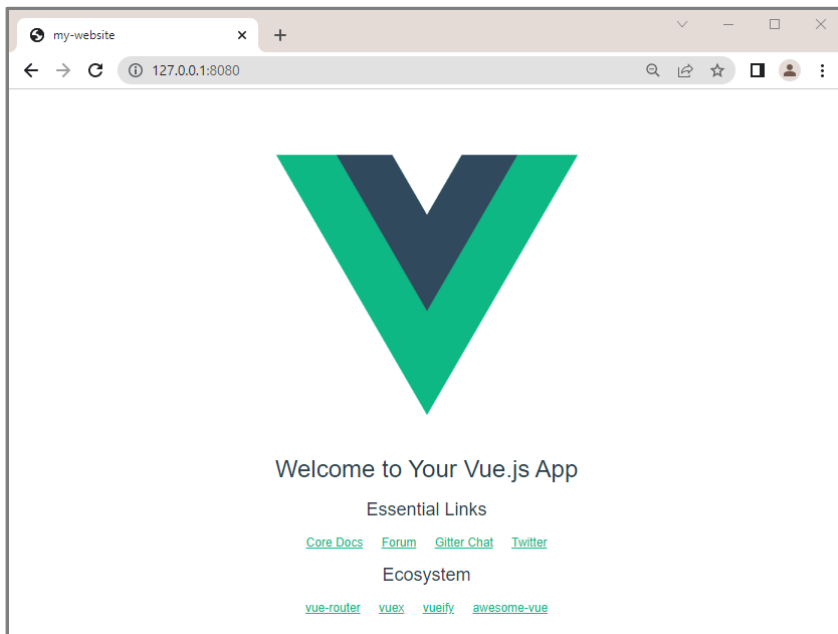 my-website
127.0.0.1:8080
Welcome to Your Vue.js App
Essential Links
Core Docs Forum Gitter Chat Twitter
Ecosystem
vue-router vuex vueify awesome-vue